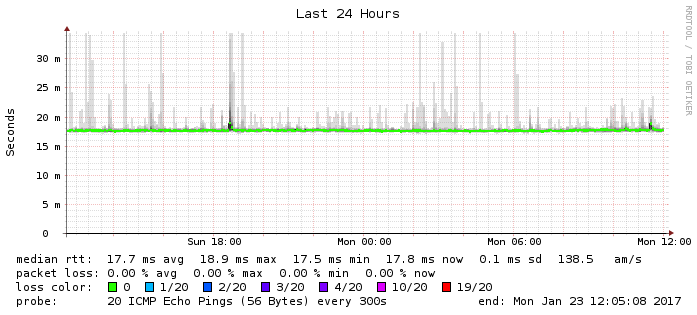 Last 24 Hours
RRDTOOL / TOBI OETIKER
Seconds
30 m
25 m
20 m
15 m
10 m
5 m
0
Sun 18:00 Mon 00:00 Mon 06:00 Mon 12:00
median rtt: 17.7 ms avg 18.9 ms max 17.5 ms min 17.8 ms now 0.1 ms sd 138.5 am/s
packet loss: 0.00 % avg 0.00 % max 0.00 % min 0.00 % now
loss color: 0 1/20 2/20 3/20 4/20 10/20 19/20
probe: 20 ICMP Echo Pings (56 Bytes) every 300s end: Mon Jan 23 12:05:08 2017